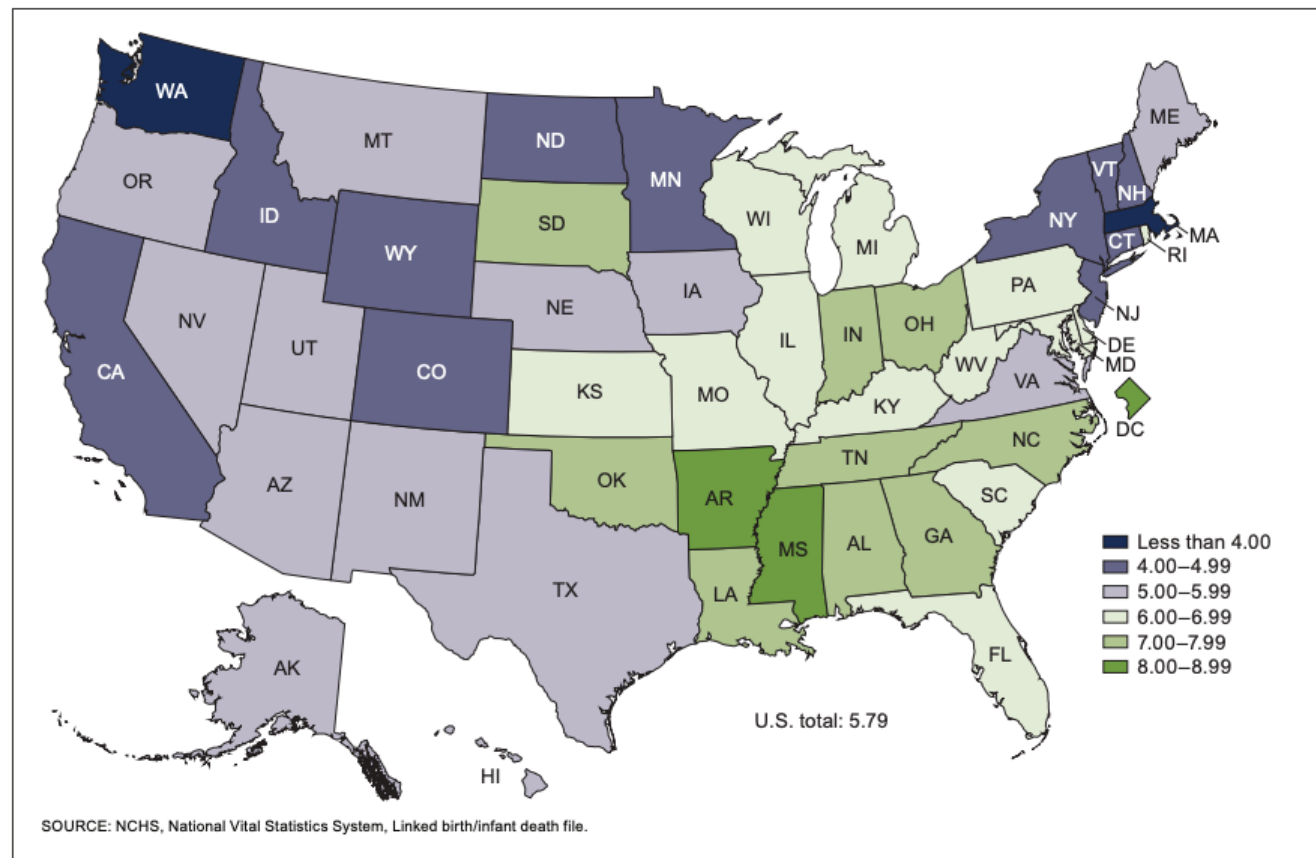 WA
MT
ND
MN
ME
OR
ID
WY
SD
WI
MI
NY
VT
NH
MA
CT
RI
NV
UT
CO
NE
IA
IL
IN
OH
PA
NJ
DE
MD
CA
KS
MO
KY
WV
VA
DC
AZ
NM
OK
AR
TN
NC
SC
TX
LA
MS
AL
GA
FL
AK
HI
Less than 4.00
4.00–4.99
5.00–5.99
6.00–6.99
7.00–7.99
8.00–8.99
U.S. total: 5.79
SOURCE: NCHS, National Vital Statistics System, Linked birth/infant death file.